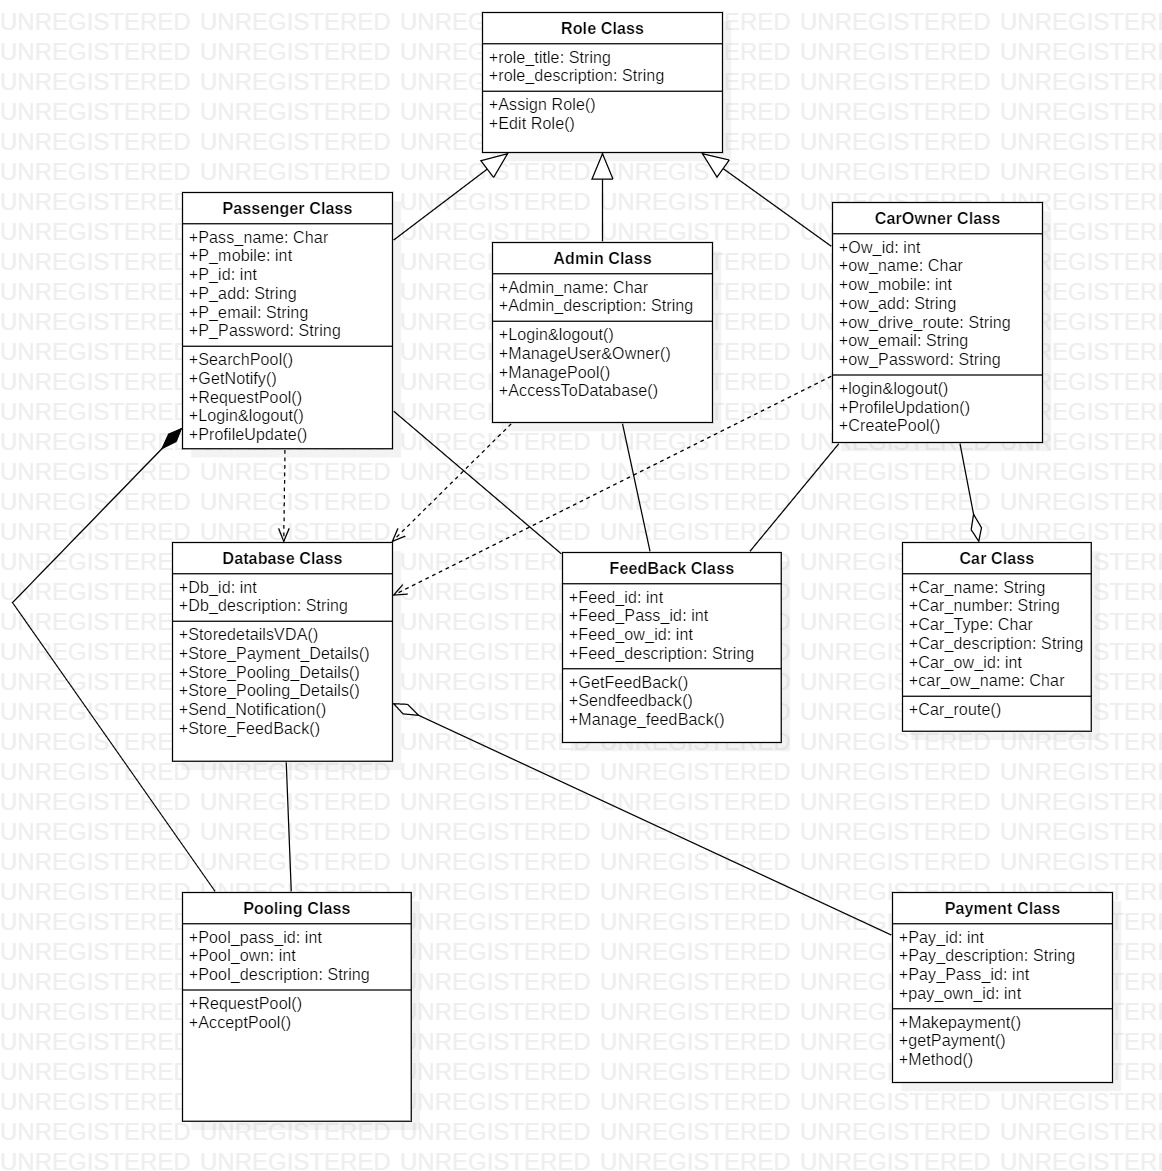 Role Class
+role_title: String
+role_description: String
+Assign Role()
+Edit Role()
Passenger Class
+Pass_name: Char
+P_mobile: int
+P_id: int
+P_add: String
+P_email: String
+P_Password: String
+SearchPool()
+GetNotify()
+RequestPool()
+Login&logout()
+ProfileUpdate()
Admin Class
+Admin_name: Char
+Admin_description: String
+Login&logout()
+ManageUser&Owner()
+ManagePool()
+AccessToDatabase()
CarOwner Class
+Ow_id: int
+ow_name: Char
+ow_mobile: int
+ow_add: String
+ow_drive_route: String
+ow_email: String
+ow_Password: String
+login&logout()
+ProfileUpdation()
+CreatePool()
Database Class
+Db_id: int
+Db_description: String
+StoredetailsVDA()
+Store_Payment_Details()
+Store_Pooling_Details()
+Store_Pooling_Details()
+Send_Notification()
+Store_FeedBack()
FeedBack Class
+Feed_id: int
+Feed_Pass_id: int
+Feed_ow_id: int
+Feed_description: String
+GetFeedBack()
+Sendfeedback()
+Manage_feedBack()
Car Class
+Car_name: String
+Car_number: String
+Car_Type: Char
+Car_description: String
+Car_ow_id: int
+car_ow_name: Char
+Car_route()
Pooling Class
+Pool_pass_id: int
+Pool_own: int
+Pool_description: String
+RequestPool()
+AcceptPool()
Payment Class
+Pay_id: int
+Pay_description: String
+Pay_Pass_id: int
+pay_own_id: int
+Makepayment()
+getPayment()
+Method()
UNREGISTERED